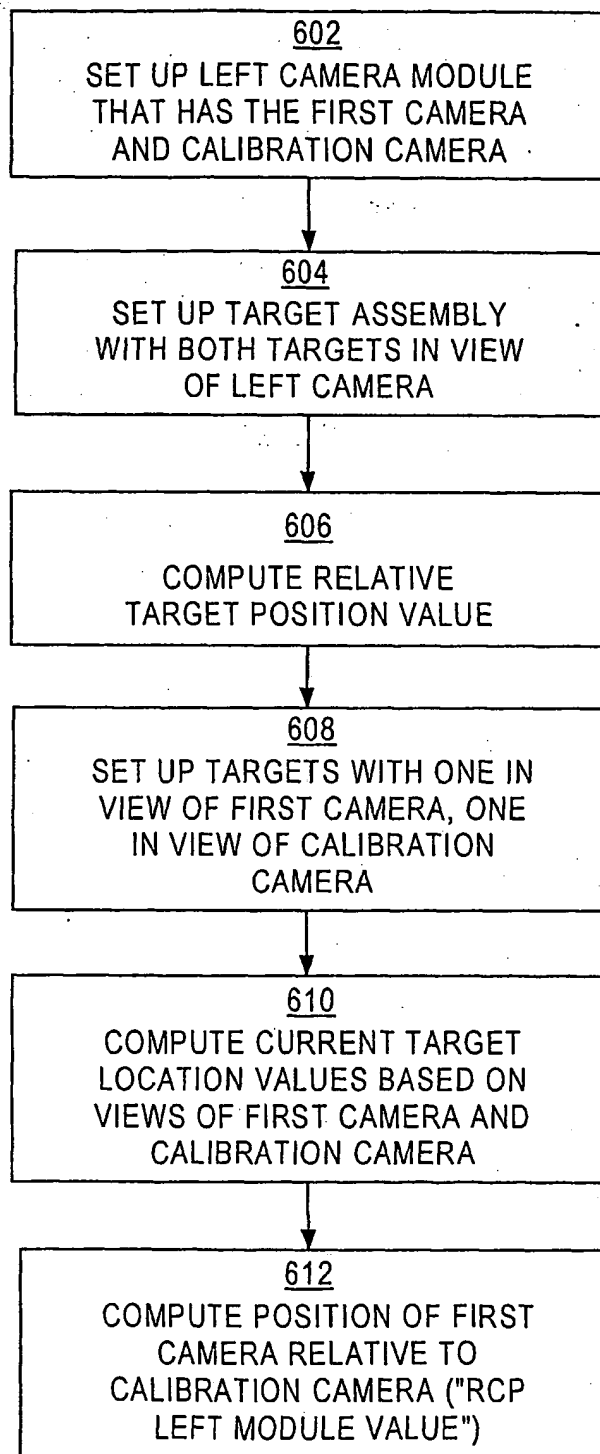 602
SET UP LEFT CAMERA MODULE
THAT HAS THE FIRST CAMERA
AND CALIBRATION CAMERA
604
SET UP TARGET ASSEMBLY
WITH BOTH TARGETS IN VIEW
OF LEFT CAMERA
606
COMPUTE RELATIVE
TARGET POSITION VALUE
608
SET UP TARGETS WITH ONE IN
VIEW OF FIRST CAMERA, ONE
IN VIEW OF CALIBRATION
CAMERA
610
COMPUTE CURRENT TARGET
LOCATION VALUES BASED ON
VIEWS OF FIRST CAMERA AND
CALIBRATION CAMERA
612
COMPUTE POSITION OF FIRST
CAMERA RELATIVE TO
CALIBRATION CAMERA ("RCP
LEFT MODULE VALUE")